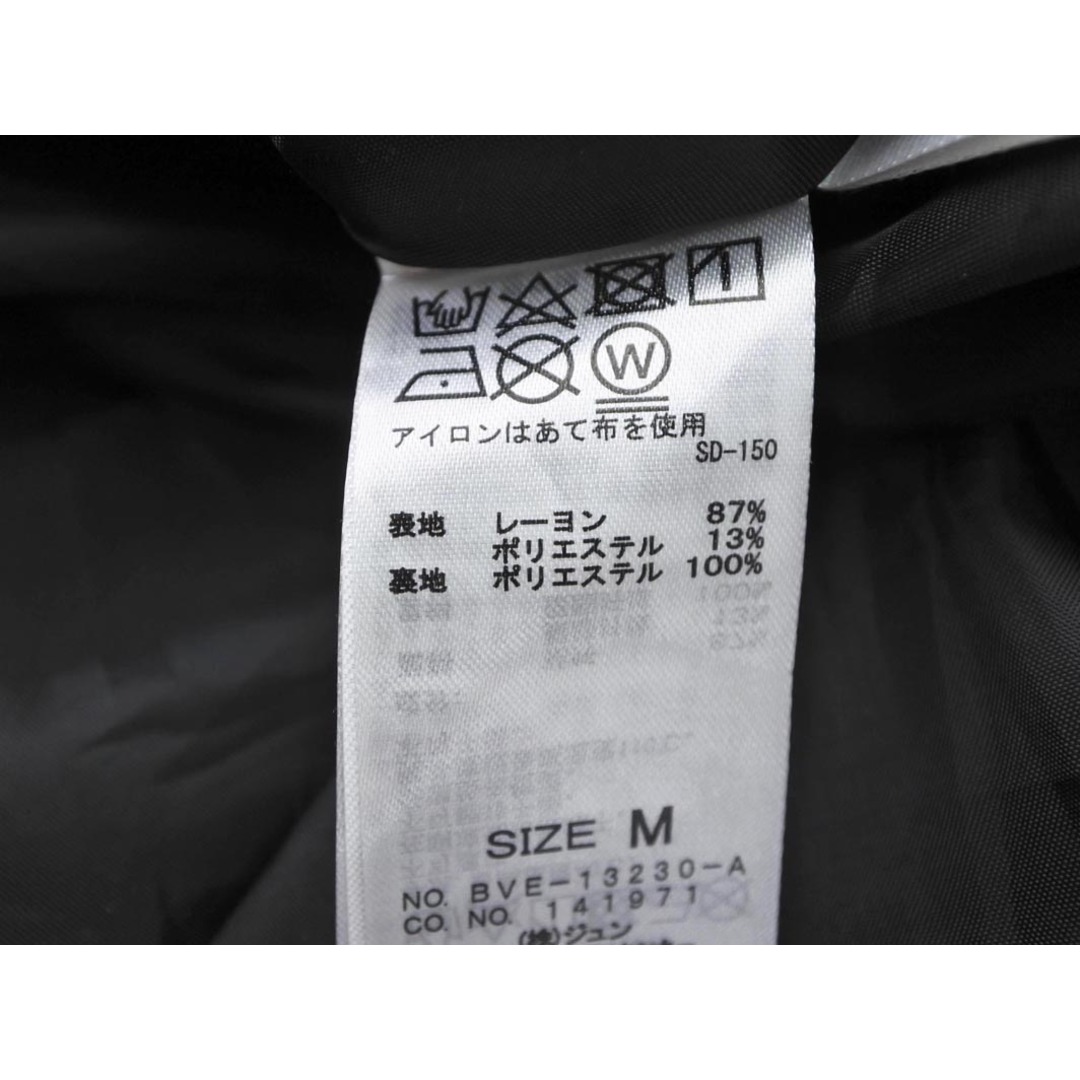 W
アイロンはあて布を使用
SD-150
表地 レーヨン 87%
ポリエステル 13%
裏地 ポリエステル 100%
SIZE M
NO. BVE-13230-A
CO. NO. 141971
(株)ジュン